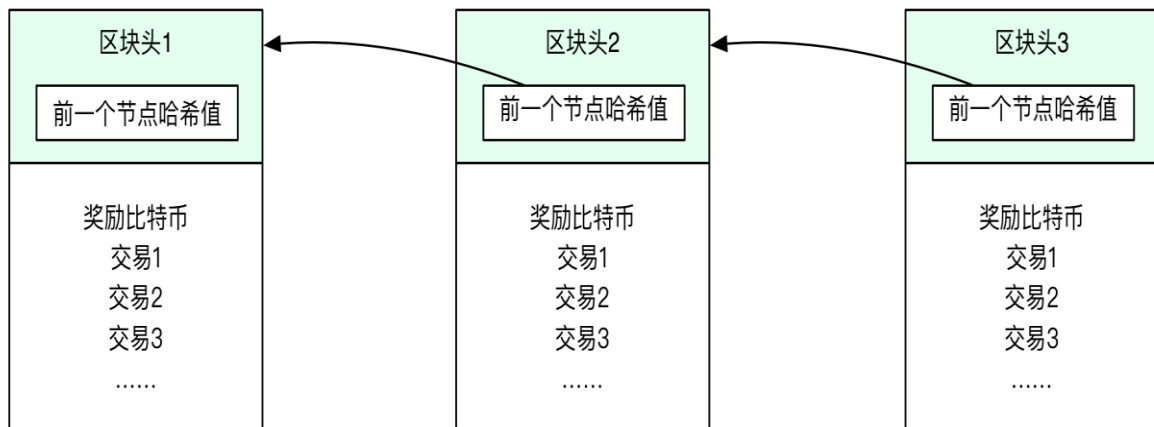 区块头1
前一个节点哈希值
奖励比特币
交易1
交易2
交易3
……
区块头2
前一个节点哈希值
奖励比特币
交易1
交易2
交易3
……
区块头3
前一个节点哈希值
奖励比特币
交易1
交易2
交易3
……